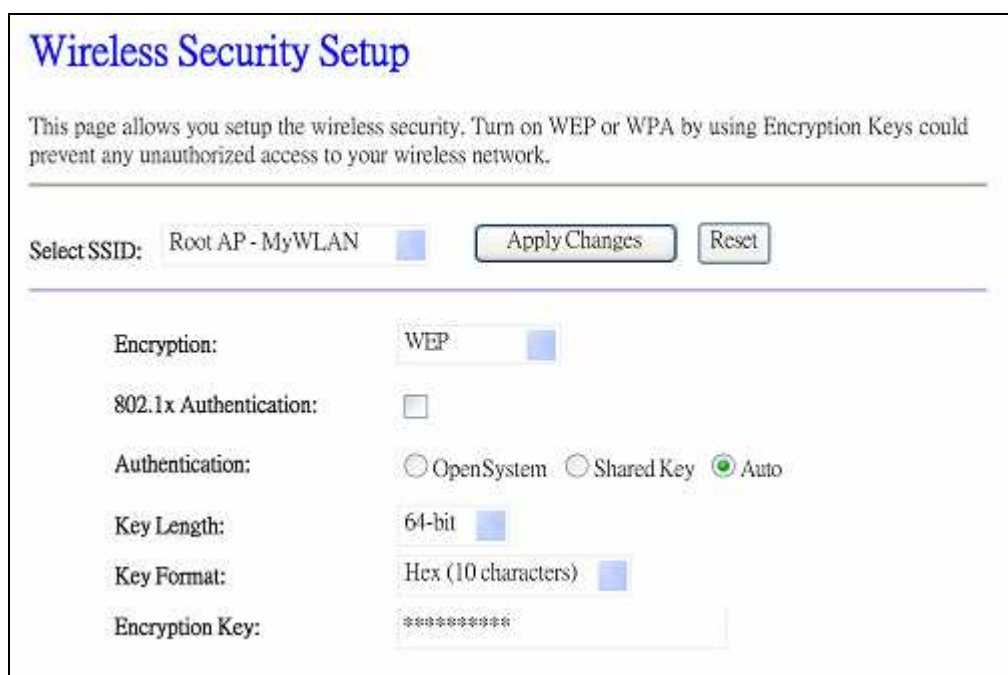 Wireless Security Setup
This page allows you setup the wireless security. Turn on WEP or WPA by using Encryption Keys could
prevent any unauthorized access to your wireless network.
Select SSID: Root AP - MyWLAN Apply Changes Reset
Encryption: WEP
802.1x Authentication:
Authentication: Open System Shared Key Auto
Key Length: 64-bit
Key Format: Hex (10 characters)
Encryption Key: **********